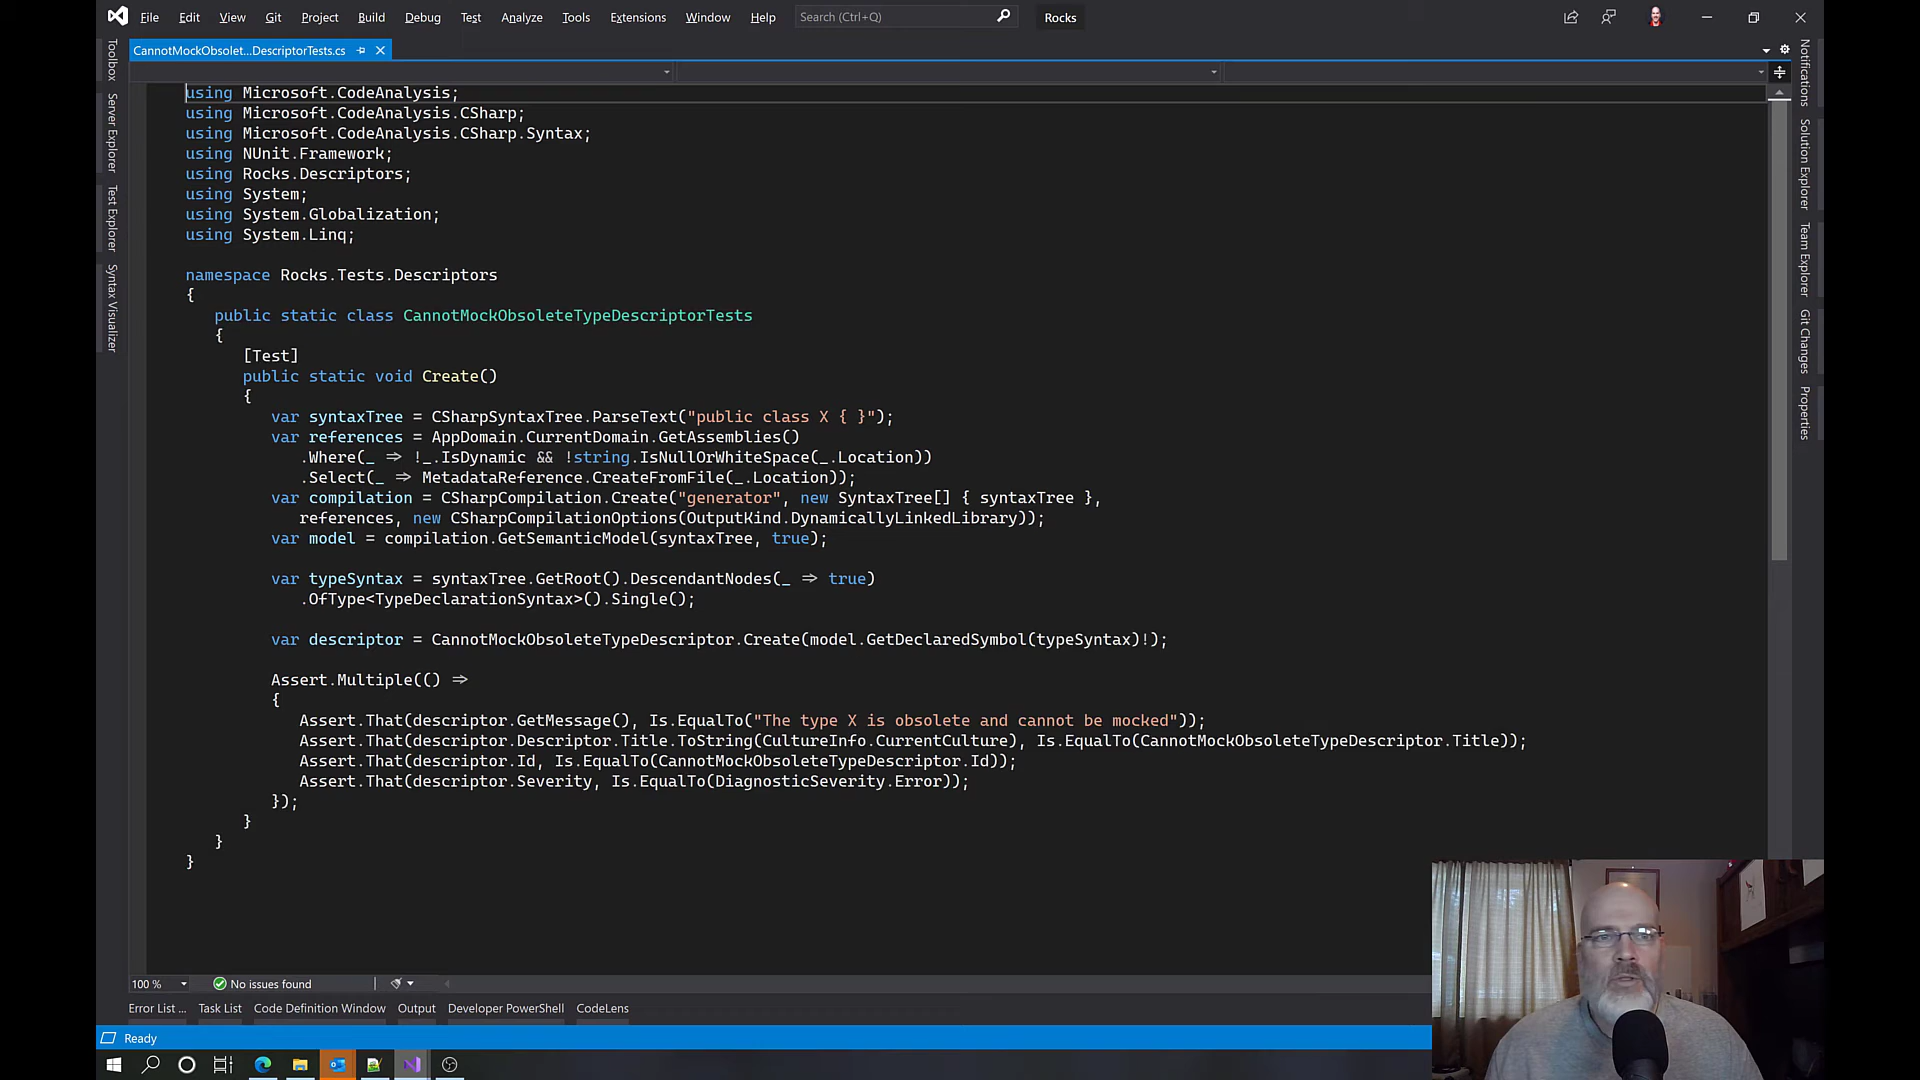 File Edit View Git Project Build Debug Test Analyze Tools Extensions Window Help Search (Ctrl+Q) Rocks
CannotMockObsolet...DescriptorTests.cs
Toolbox
Server Explorer
Test Explorer
Syntax Visualizer
using Microsoft.CodeAnalysis;
using Microsoft.CodeAnalysis.CSharp;
using Microsoft.CodeAnalysis.CSharp.Syntax;
using NUnit.Framework;
using Rocks.Descriptors;
using System;
using System.Globalization;
using System.Linq;
namespace Rocks.Tests.Descriptors
{
public static class CannotMockObsoleteTypeDescriptorTests
{
[Test]
public static void Create()
{
var syntaxTree = CSharpSyntaxTree.ParseText("public class X { }");
var references = AppDomain.CurrentDomain.GetAssemblies()
.Where(_ => !_.IsDynamic && !string.IsNullOrWhiteSpace(_.Location))
.Select(_ => MetadataReference.CreateFromFile(_.Location));
var compilation = CSharpCompilation.Create("generator", new SyntaxTree[] { syntaxTree },
references, new CSharpCompilationOptions(OutputKind.DynamicallyLinkedLibrary));
var model = compilation.GetSemanticModel(syntaxTree, true);
var typeSyntax = syntaxTree.GetRoot().DescendantNodes(_ => true)
.OfType<TypeDeclarationSyntax>().Single();
var descriptor = CannotMockObsoleteTypeDescriptor.Create(model.GetDeclaredSymbol(typeSyntax)!);
Assert.Multiple(() =>
{
Assert.That(descriptor.GetMessage(), Is.EqualTo("The type X is obsolete and cannot be mocked"));
Assert.That(descriptor.Descriptor.Title.ToString(CultureInfo.CurrentCulture), Is.EqualTo(CannotMockObsoleteTypeDescriptor.Title));
Assert.That(descriptor.Id, Is.EqualTo(CannotMockObsoleteTypeDescriptor.Id));
Assert.That(descriptor.Severity, Is.EqualTo(DiagnosticSeverity.Error));
});
}
}
}
Notifications
Solution Explorer
Team Explorer
Git Changes
Properties
100 % No issues found
Error List ... Task List Code Definition Window Output Developer PowerShell CodeLens
Ready